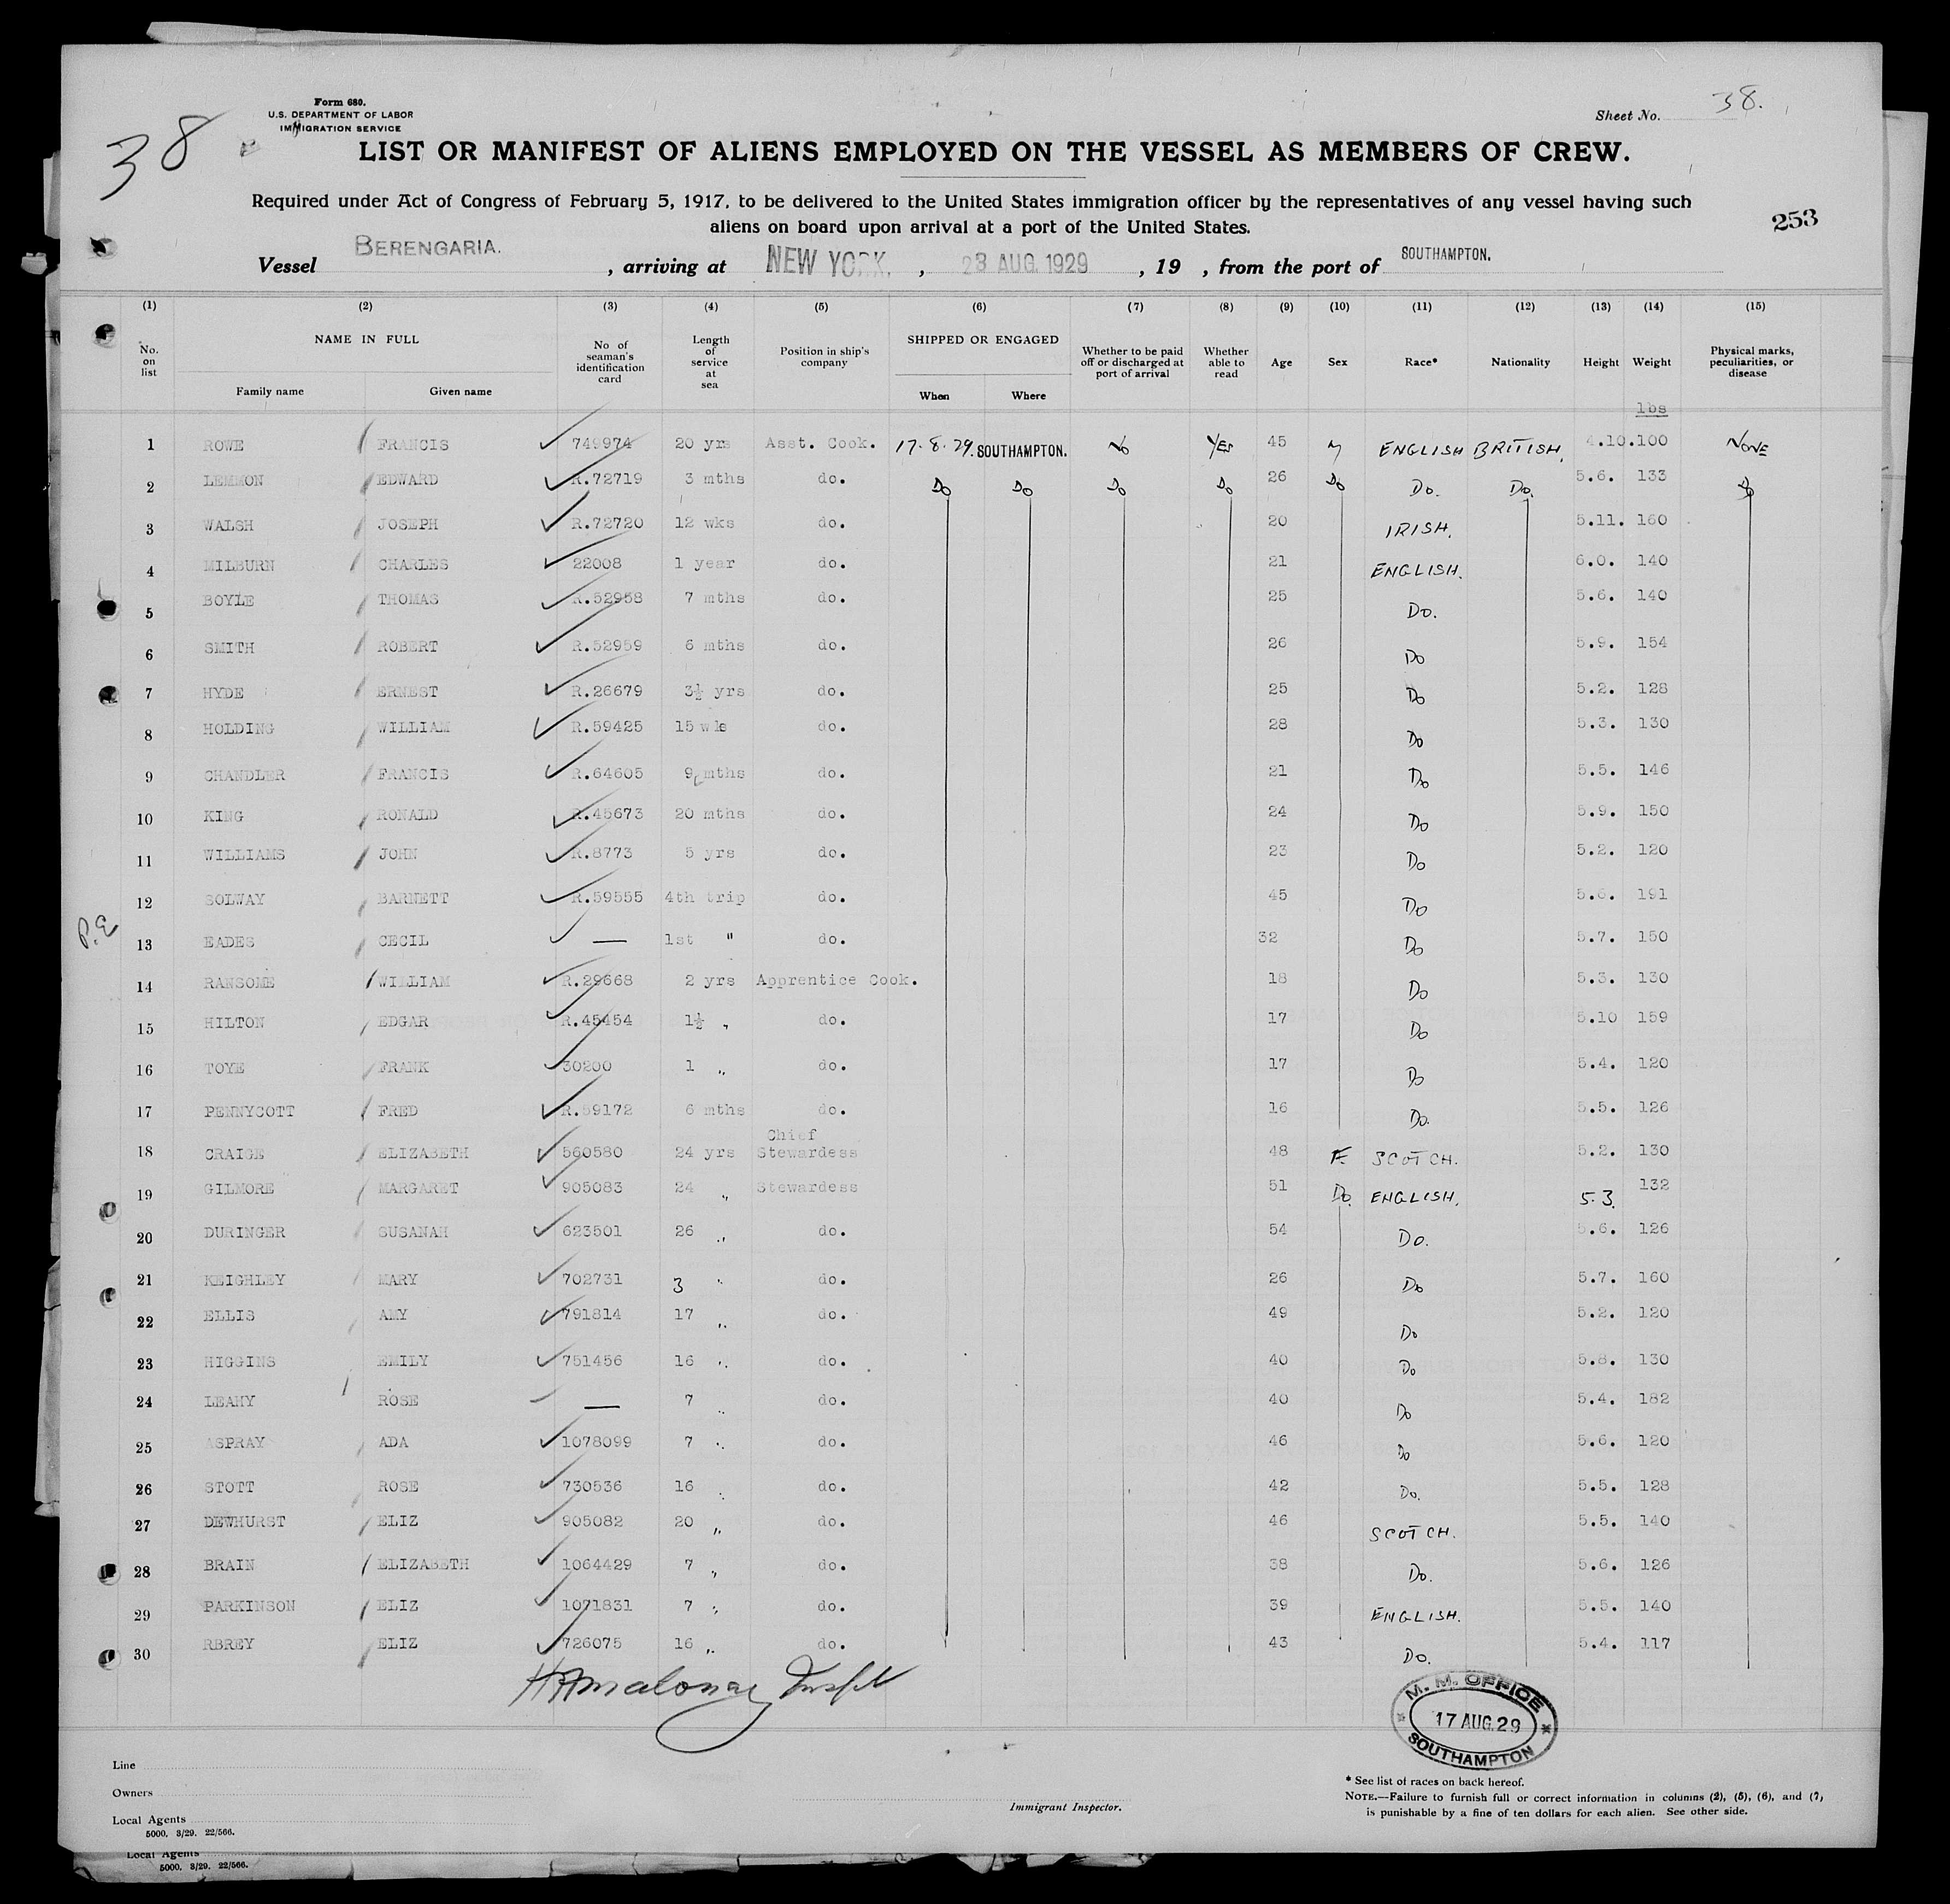 38
Form 680.
U.S. DEPARTMENT OF LABOR
IMMIGRATION SERVICE
Sheet No. 38.
LIST OR MANIFEST OF ALIENS EMPLOYED ON THE VESSEL AS MEMBERS OF CREW.
Required under Act of Congress of February 5, 1917, to be delivered to the United States immigration officer by the representatives of any vessel having such
aliens on board upon arrival at a port of the United States.
253
Vessel BERENGARIA. , arriving at NEW YORK. , 23 AUG. 1929 , 19 , from the port of SOUTHAMPTON.
(1) (2) (3) (4) (5) (6) (7) (8) (9) (10) (11) (12) (13) (14) (15)
No. on list NAME IN FULL Family name Given name No of seaman's identification card Length of service at sea Position in ship's company SHIPPED OR ENGAGED When Where Whether to be paid off or discharged at port of arrival Whether able to read Age Sex Race* Nationality Height Weight Physical marks, peculiarities, or disease
lbs
1 ROWE FRANCIS 749974 20 yrs Asst. Cook. 17.8.29. SOUTHAMPTON. No YES 45 M ENGLISH BRITISH. 4.10. 100 NONE
2 LEMMON EDWARD R.72719 3 mths do. Do Do Do Do 26 Do Do. Do. 5.6. 133 Do
3 WALSH JOSEPH R.72720 12 wks do. 20 IRISH. 5.11. 160
4 MILBURN CHARLES 22008 1 year do. 21 ENGLISH. 6.0. 140
5 BOYLE THOMAS R.52958 7 mths do. 25 Do. 5.6. 140
6 SMITH ROBERT R.52959 6 mths do. 26 Do 5.9. 154
7 HYDE ERNEST R.26679 3½ yrs do. 25 Do 5.2. 128
8 HOLDING WILLIAM R.59425 15 wks do. 28 Do 5.3. 130
9 CHANDLER FRANCIS R.64605 9 mths do. 21 Do 5.5. 146
10 KING RONALD R.45673 20 mths do. 24 Do 5.9. 150
11 WILLIAMS JOHN R.8773 5 yrs do. 23 Do 5.2. 120
12 SOLWAY BARNETT R.59555 4th trip do. 45 Do 5.6. 191
P.E 13 EADES CECIL — 1st " do. 32 Do 5.7. 150
14 RANSOME WILLIAM R.29668 2 yrs Apprentice Cook. 18 Do 5.3. 130
15 HILTON EDGAR R.45454 1½ " do. 17 Do 5.10 159
16 TOYE FRANK 30200 1 " do. 17 Do 5.4. 120
17 PENNYCOTT FRED R.59172 6 mths do. 16 Do. 5.5. 126
18 CRAIGE ELIZABETH 560580 24 yrs Chief Stewardess 48 F. SCOTCH. 5.2. 130
19 GILMORE MARGARET 905083 24 " Stewardess 51 Do. ENGLISH. 5.3. 132
20 DURINGER SUSANAH 623501 26 " do. 54 Do. 5.6. 126
21 KEIGHLEY MARY 702731 3 " do. 26 Do 5.7. 160
22 ELLIS AMY 791814 17 " do. 49 Do 5.2. 120
23 HIGGINS EMILY 751456 16 " do. 40 Do 5.8. 130
24 LEAHY ROSE — 7 " do. 40 Do 5.4. 182
25 ASPRAY ADA 1078099 7 " do. 46 Do 5.6. 120
26 STOTT ROSE 730536 16 " do. 42 Do. 5.5. 128
27 DEWHURST ELIZ 905082 20 " do. 46 SCOTCH. 5.5. 140
28 BRAIN ELIZABETH 1064429 7 " do. 38 Do. 5.6. 126
29 PARKINSON ELIZ 1071831 7 " do. 39 ENGLISH. 5.5. 140
30 RBREY ELIZ 726075 16 " do. 43 Do. 5.4. 117
M. M. OFFICE
17 AUG. 29
SOUTHAMPTON
Line
Owners
Local Agents
5000. 3/29. 22/566.
Immigrant Inspector.
* See list of races on back hereof.
NOTE.—Failure to furnish full or correct information in columns (2), (5), (6), and (7,
is punishable by a fine of ten dollars for each alien. See other side.
Local Agents
5000. 3/29. 22/566.